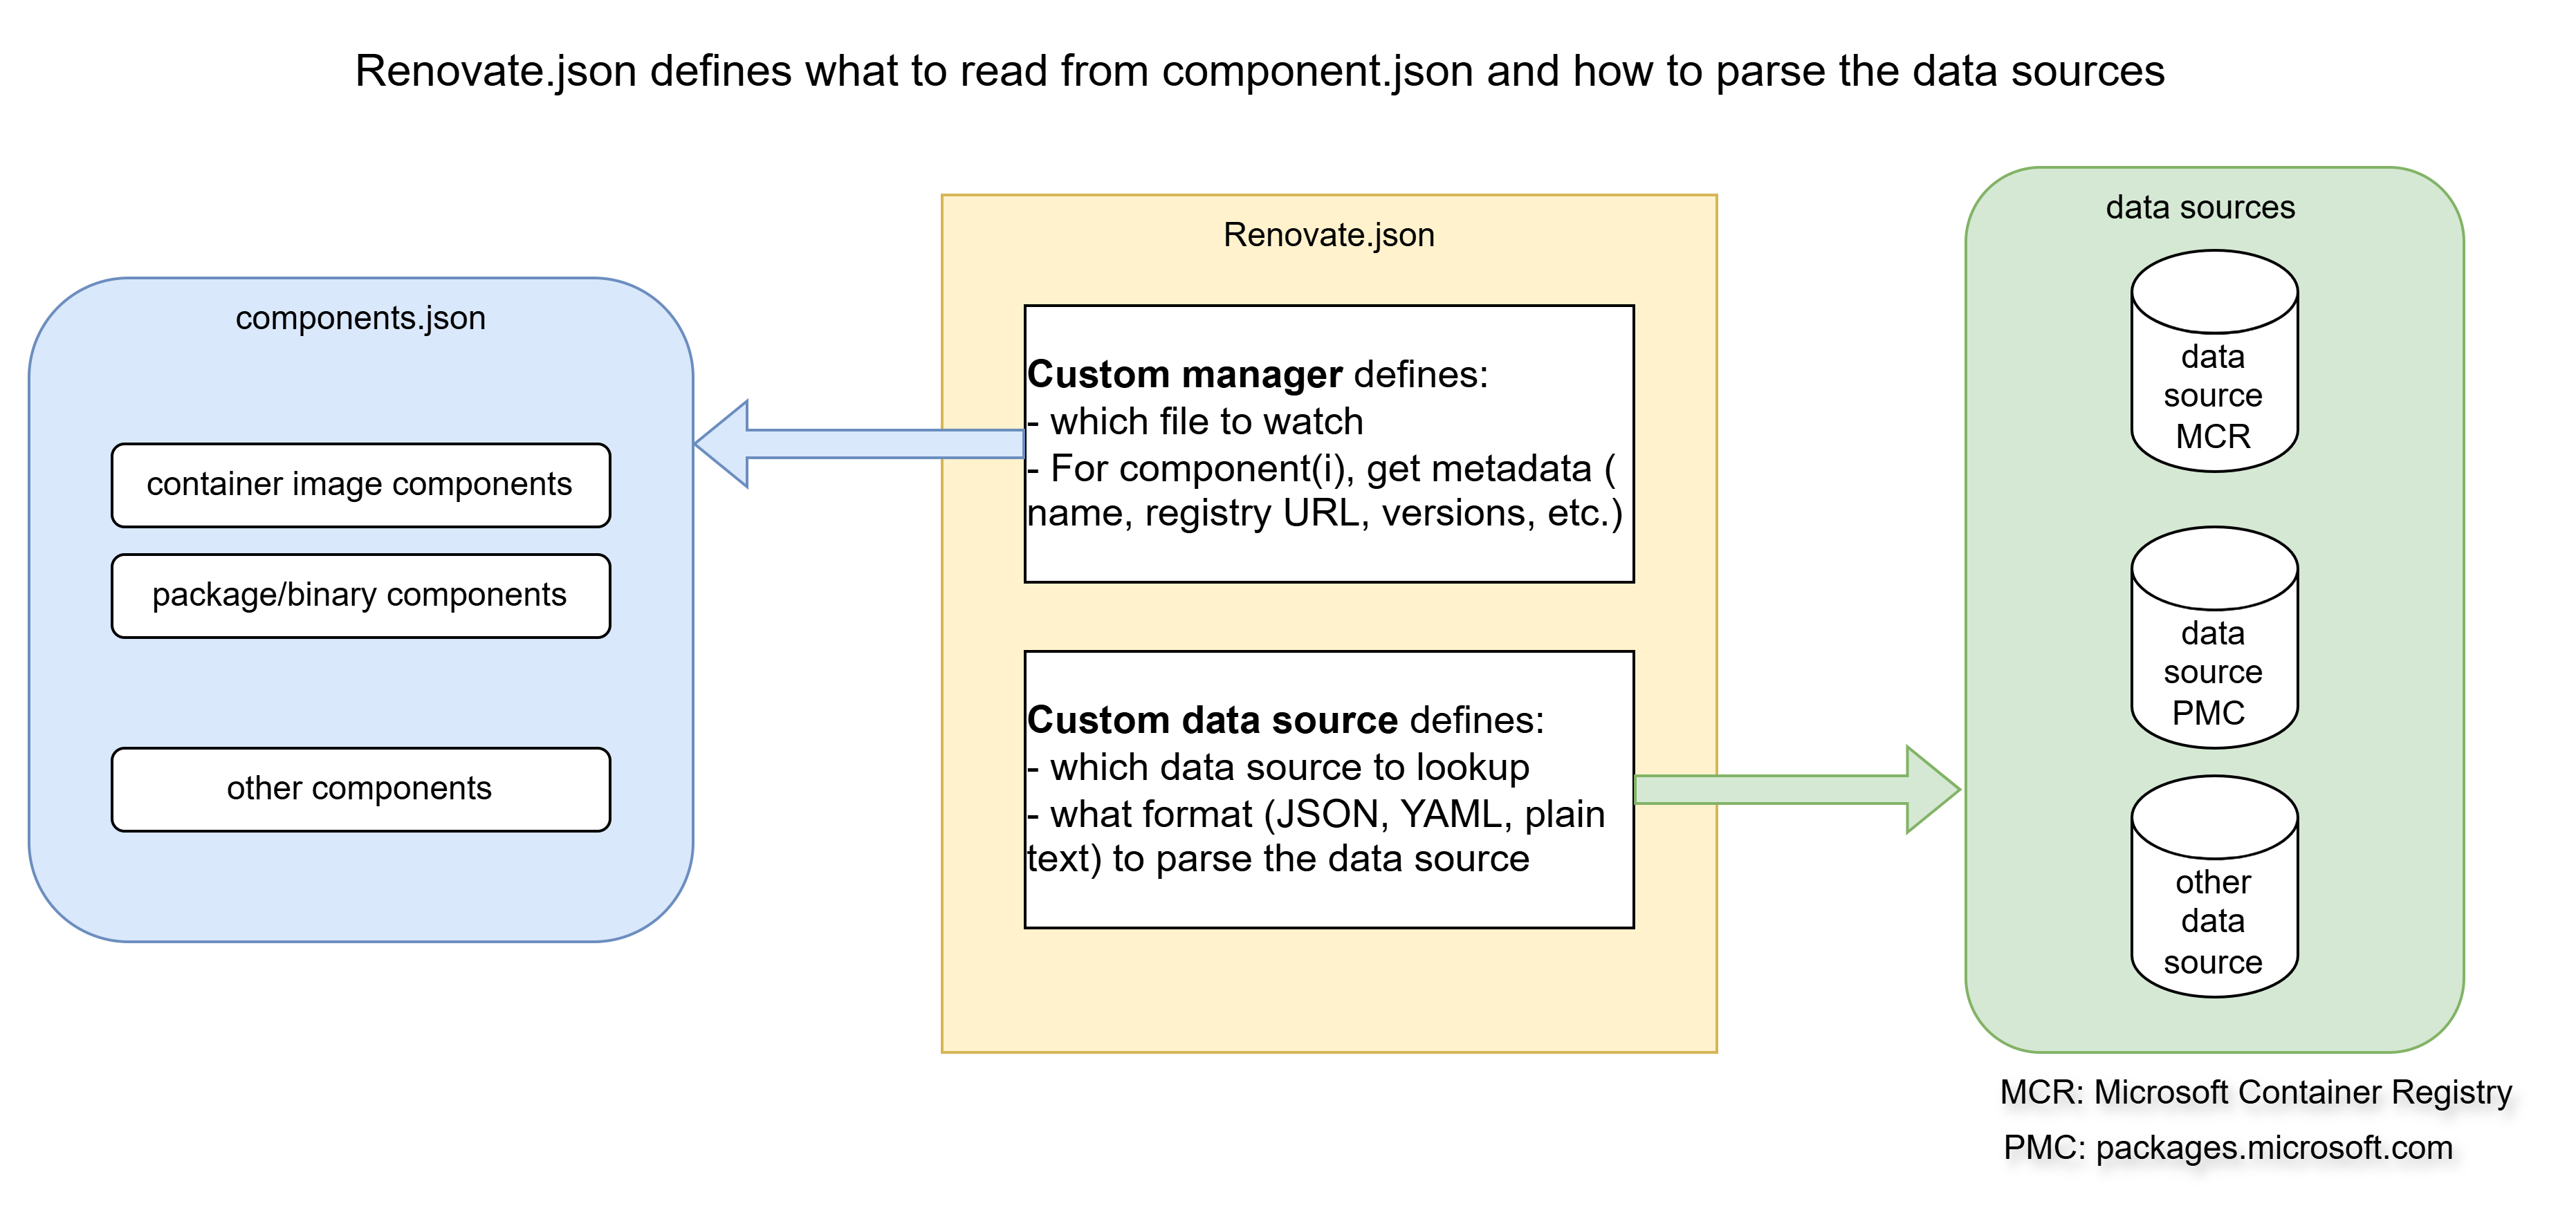 Renovate.json defines what to read from component.json and how to parse the data sources
components.json
container image components
package/binary components
other components
Renovate.json
Custom manager defines:
- which file to watch
- For component(i), get metadata (
name, registry URL, versions, etc.)
Custom data source defines:
- which data source to lookup
- what format (JSON, YAML, plain
text) to parse the data source
data sources
data
source
MCR
data
source
PMC
other
data
source
MCR: Microsoft Container Registry
PMC: packages.microsoft.com